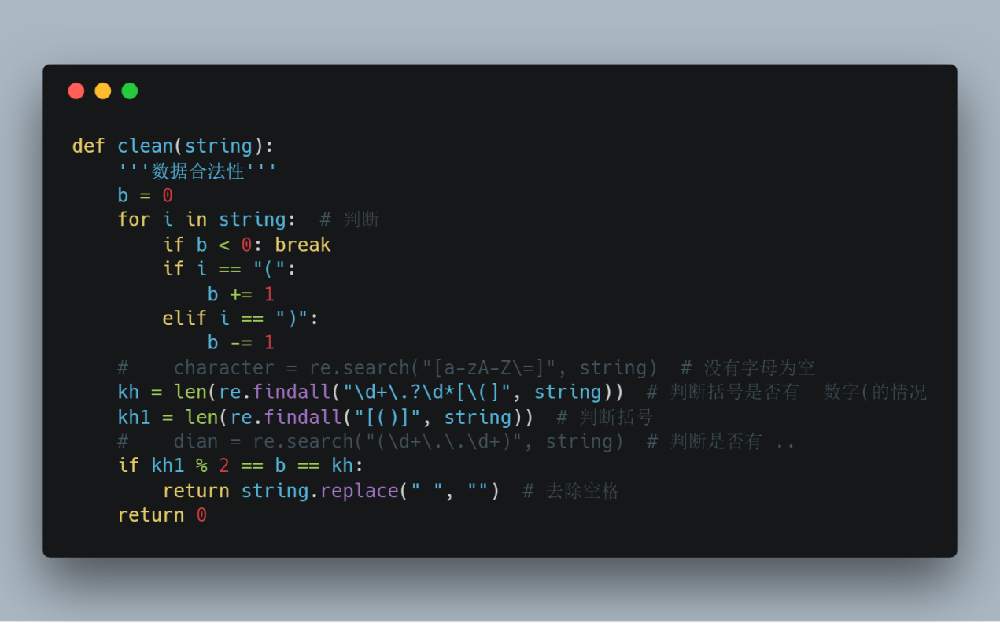 def clean(string):
    '''数据合法性'''
    b = 0
    for i in string:  # 判断
        if b < 0: break
        if i == "(":
            b += 1
        elif i == ")":
            b -= 1
    #    character = re.search("[a-zA-Z\=]", string)  # 没有字母为空
    kh = len(re.findall("\d+\.?\d*[\(]", string))  # 判断括号是否有  数字(的情况
    kh1 = len(re.findall("[()]", string))  # 判断括号
    #    dian = re.search("(\d+\.\.\d+)", string)  # 判断是否有 ..
    if kh1 % 2 == b == kh:
        return string.replace(" ", "")  # 去除空格
    return 0